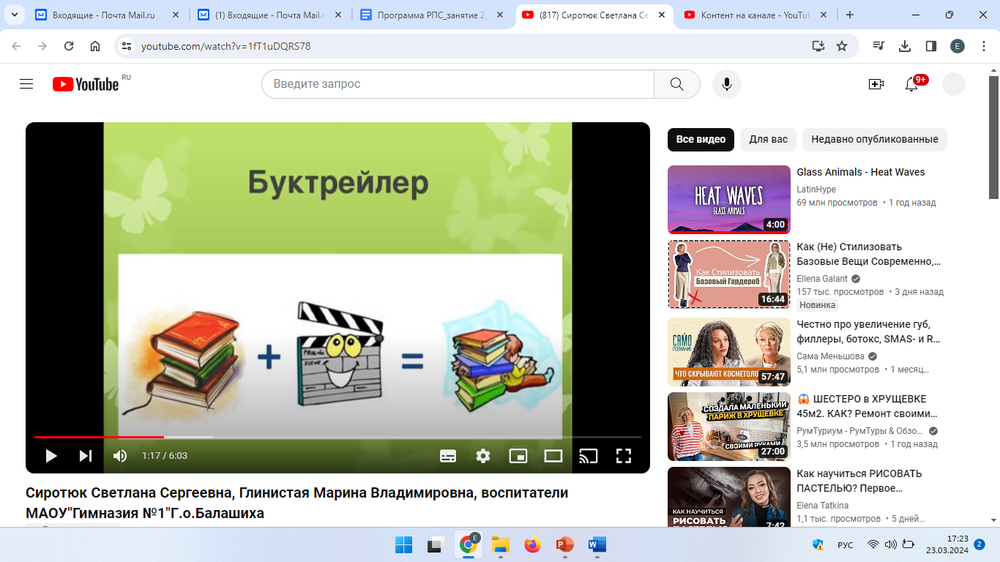 Входящие - Почта Mail.ru
(1) Входящие - Почта Mail.r
Программа РПС_занятие 2_
(817) Сиротюк Светлана Се
Контент на канале - YouTub
youtube.com/watch?v=1fT1uDQRS78
E
YouTube
RU
Введите запрос
9+
Буктрейлер
1:17 / 6:03
Сиротюк Светлана Сергеевна, Глинистая Марина Владимировна, воспитатели
МАОУ"Гимназия №1"Г.о.Балашиха
Все видео
Для вас
Недавно опубликованные
HEAT WAVES
GLASS ANIMALS
4:00
Glass Animals - Heat Waves
LatinHype
69 млн просмотров • 1 год назад
Как Стилизовать
Базовый Гардероб
16:44
Как (Не) Стилизовать
Базовые Вещи Современно,...
Ellena Galant
157 тыс. просмотров • 3 дня назад
Новинка
САМО
ПОЗНАНИЕ
ЧТО СКРЫВАЮТ КОСМЕТОЛО
57:47
Честно про увеличение губ,
филлеры, ботокс, SMAS- и R...
Сама Меньшова
5,1 млн просмотров • 1 месяц...
СОЗДАЛА МАЛЕНЬКИЙ
ПАРИЖ В ХРУЩЕВКЕ
СВОИМИ РУКАМИ
27:00
😱 ШЕСТЕРО в ХРУЩЕВКЕ
45м2. КАК? Ремонт своими...
РумТуриум - РумТуры & Обзо...
3,5 млн просмотров • 1 год назад
КАК НАУЧИТЬСЯ
РИСОВАТЬ
7:42
Как научиться РИСОВАТЬ
ПАСТЕЛЬЮ? Первое...
Elena Tatkina
1,1 тыс. просмотров • 5 дней...
E
РУС
17:23
23.03.2024
2